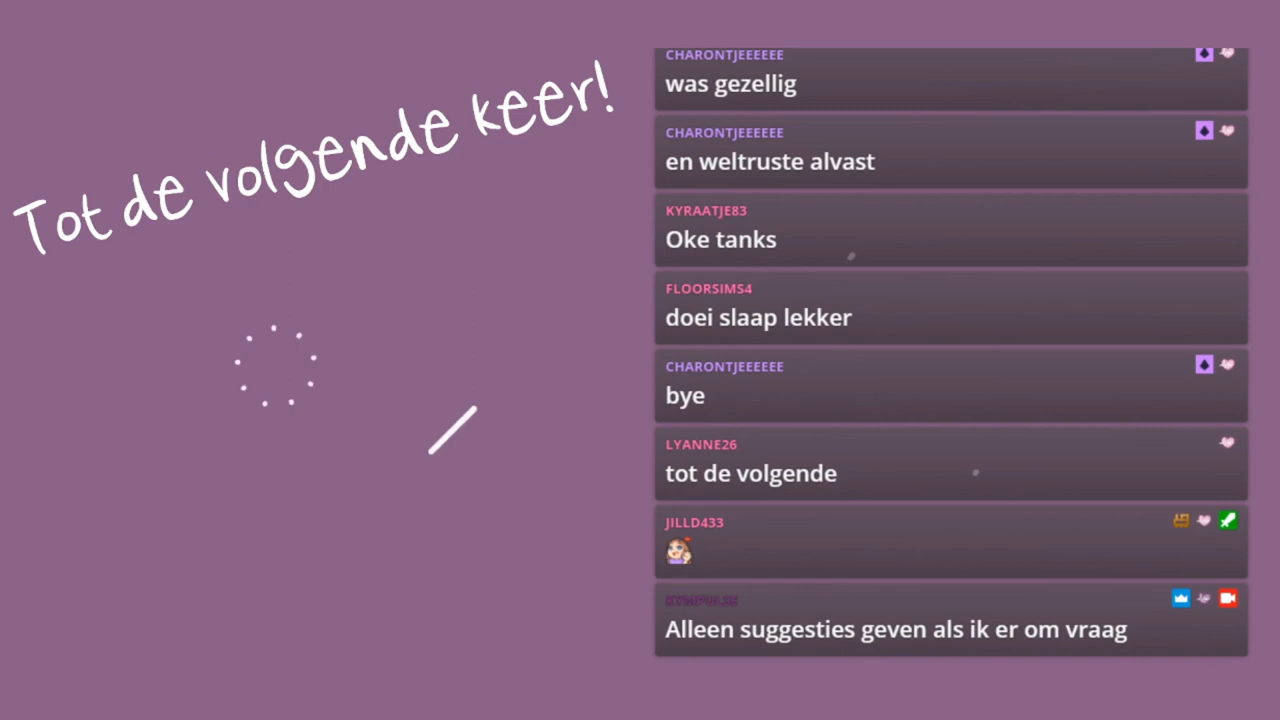 Tot de volgende keer!
CHARONTJEEEEEE
was gezellig
CHARONTJEEEEEE
en weltruste alvast
KYRAATJE83
Oke tanks
FLOORSIMS4
doei slaap lekker
CHARONTJEEEEEE
bye
LYANNE26
tot de volgende
JILLD433
Alleen suggesties geven als ik er om vraag